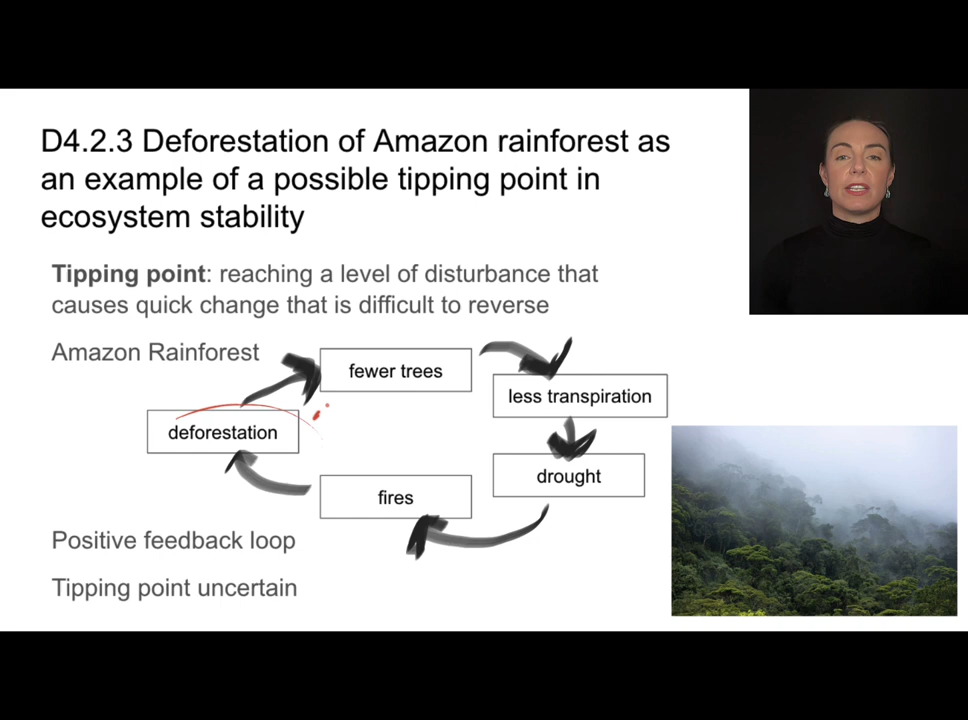 D4.2.3 Deforestation of Amazon rainforest as
an example of a possible tipping point in
ecosystem stability
Tipping point: reaching a level of disturbance that
causes quick change that is difficult to reverse
Amazon Rainforest
fewer trees
less transpiration
deforestation
drought
fires
Positive feedback loop
Tipping point uncertain